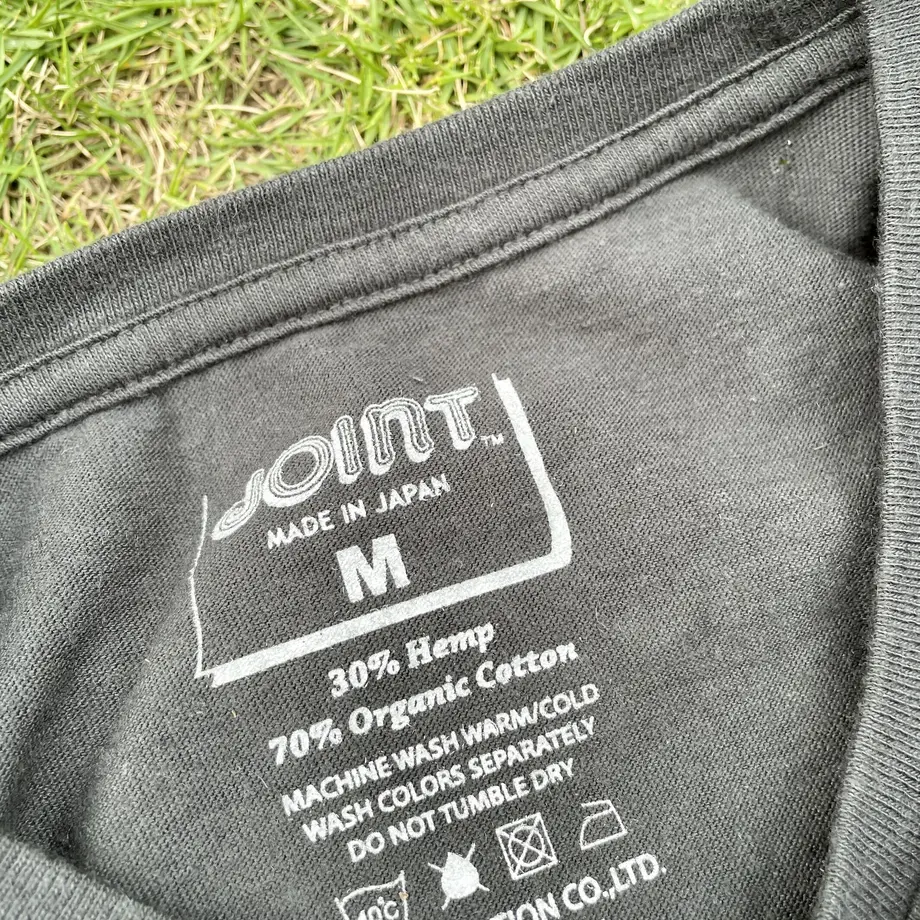 JOINT™
MADE IN JAPAN
M
30% Hemp
70% Organic Cotton
MACHINE WASH WARM/COLD
WASH COLORS SEPARATELY
DO NOT TUMBLE DRY
40°C
CO.,LTD.